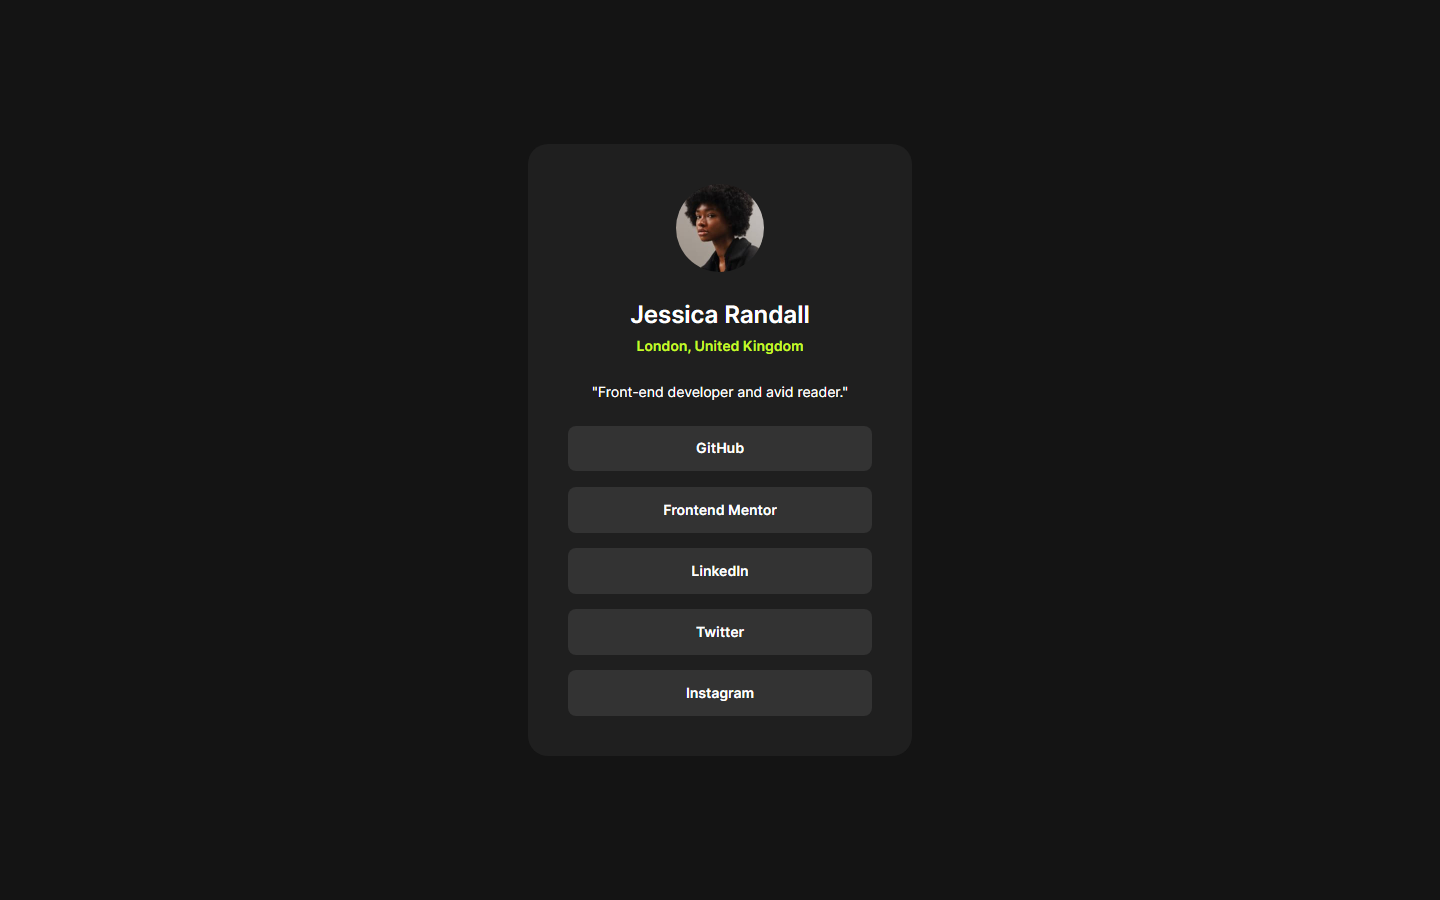 Jessica Randall
London, United Kingdom
"Front-end developer and avid reader."
GitHub
Frontend Mentor
LinkedIn
Twitter
Instagram